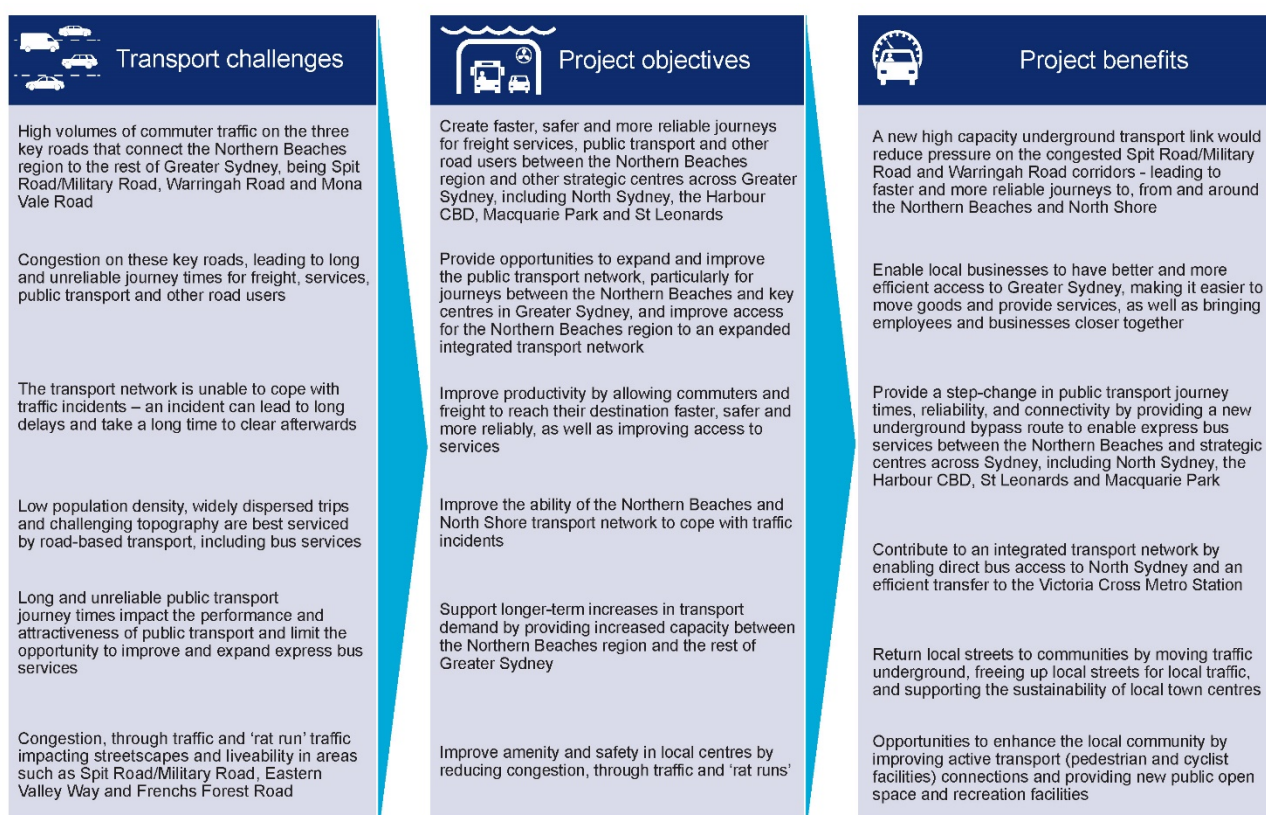 Transport challenges
High volumes of commuter traffic on the three
key roads that connect the Northern Beaches
region to the rest of Greater Sydney, being Spit
Road/Military Road, Warringah Road and Mona
Vale Road
Congestion on these key roads, leading to long
and unreliable journey times for freight, services,
public transport and other road users
The transport network is unable to cope with
traffic incidents – an incident can lead to long
delays and take a long time to clear afterwards
Low population density, widely dispersed trips
and challenging topography are best serviced
by road-based transport, including bus services
Long and unreliable public transport
journey times impact the performance and
attractiveness of public transport and limit the
opportunity to improve and expand express bus
services
Congestion, through traffic and ‘rat run’ traffic
impacting streetscapes and liveability in areas
such as Spit Road/Military Road, Eastern
Valley Way and Frenchs Forest Road
Project objectives
Create faster, safer and more reliable journeys
for freight services, public transport and other
road users between the Northern Beaches
region and other strategic centres across Greater
Sydney, including North Sydney, the Harbour
CBD, Macquarie Park and St Leonards
Provide opportunities to expand and improve
the public transport network, particularly for
journeys between the Northern Beaches and key
centres in Greater Sydney, and improve access
for the Northern Beaches region to an expanded
integrated transport network
Improve productivity by allowing commuters and
freight to reach their destination faster, safer and
more reliably, as well as improving access to
services
Improve the ability of the Northern Beaches and
North Shore transport network to cope with traffic
incidents
Support longer-term increases in transport
demand by providing increased capacity between
the Northern Beaches region and the rest of
Greater Sydney
Improve amenity and safety in local centres by
reducing congestion, through traffic and ‘rat runs’
Project benefits
A new high capacity underground transport link would
reduce pressure on the congested Spit Road/Military
Road and Warringah Road corridors - leading to
faster and more reliable journeys to, from and around
the Northern Beaches and North Shore
Enable local businesses to have better and more
efficient access to Greater Sydney, making it easier to
move goods and provide services, as well as bringing
employees and businesses closer together
Provide a step-change in public transport journey
times, reliability, and connectivity by providing a new
underground bypass route to enable express bus
services between the Northern Beaches and strategic
centres across Sydney, including North Sydney, the
Harbour CBD, St Leonards and Macquarie Park
Contribute to an integrated transport network by
enabling direct bus access to North Sydney and an
efficient transfer to the Victoria Cross Metro Station
Return local streets to communities by moving traffic
underground, freeing up local streets for local traffic,
and supporting the sustainability of local town centres
Opportunities to enhance the local community by
improving active transport (pedestrian and cyclist
facilities) connections and providing new public open
space and recreation facilities